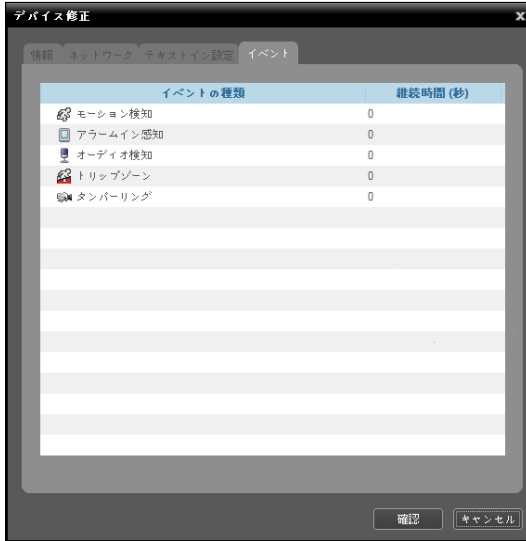 デバイス修正
情報 ネットワーク テキストイン設定 イベント
イベントの種類 継続時間(秒)
モーション検知 0
アラームイン感知 0
オーディオ検知 0
トリップゾーン 0
タンパーリング 0
確認 キャンセル